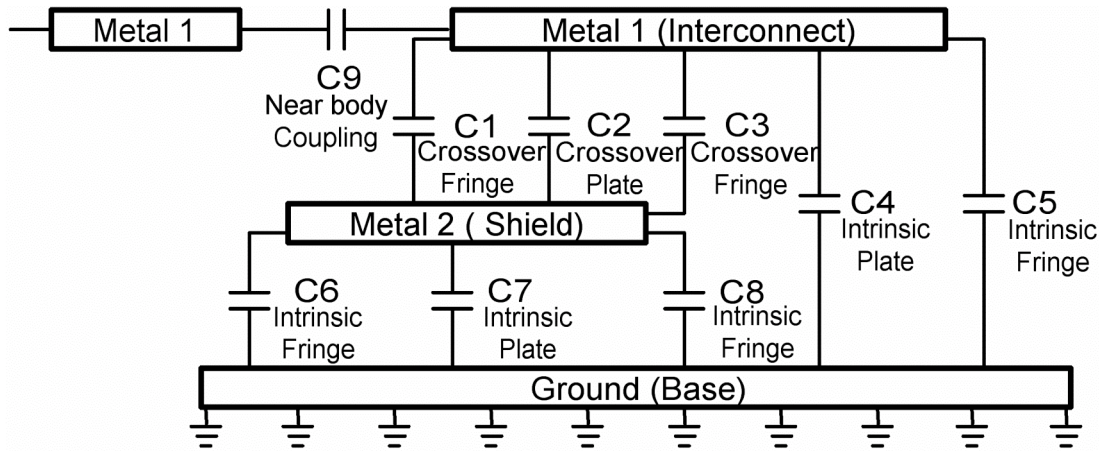 Metal 1
Metal 1 (Interconnect)
C9
Near body
Coupling
C1
Crossover
Fringe
C2
Crossover
Plate
C3
Crossover
Fringe
C4
Intrinsic
Plate
C5
Intrinsic
Fringe
Metal 2 ( Shield)
C6
Intrinsic
Fringe
C7
Intrinsic
Plate
C8
Intrinsic
Fringe
Ground (Base)